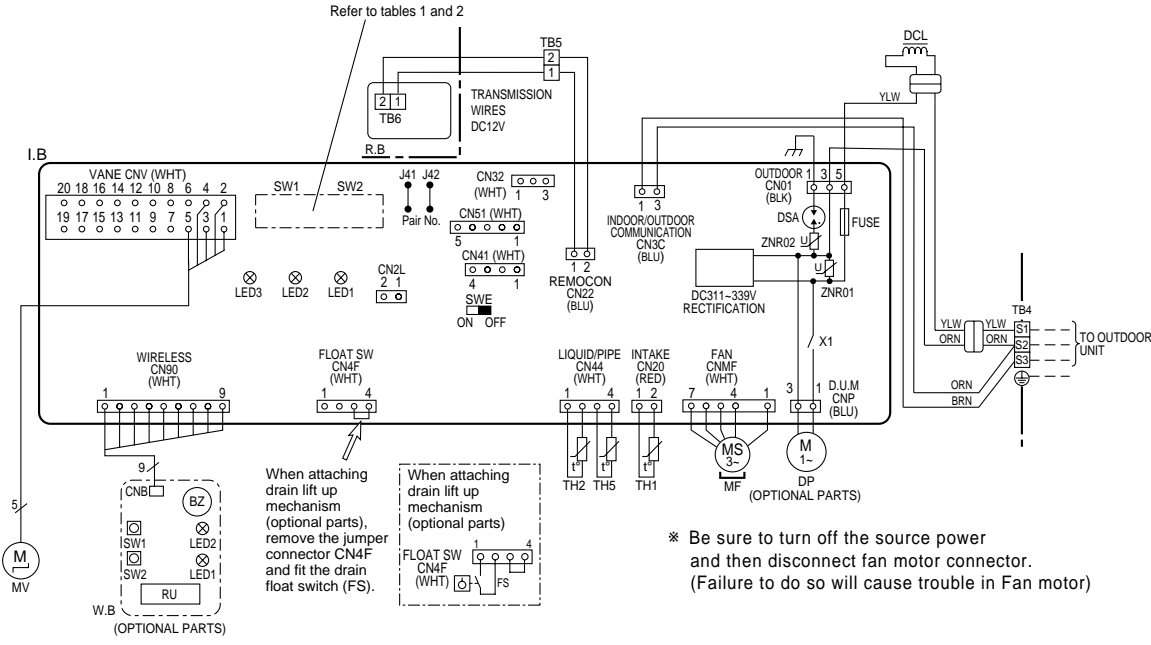 Refer to tables 1 and 2
DCL
TB5
2
1
YLW
2 1
TB6
TRANSMISSION
WIRES
DC12V
R.B
I.B
VANE CNV (WHT)
20 18 16 14 12 10 8 6 4 2
19 17 15 13 11 9 7 5 3 1
SW1 SW2
J41 J42
Pair No.
CN32
(WHT) 1 3
CN51 (WHT)
5 1
CN41 (WHT)
4 1
SWE
ON OFF
CN2L
2 1
LED3 LED2 LED1
1 2
REMOCON
CN22
(BLU)
1 3
INDOOR/OUTDOOR
COMMUNICATION
CN3C
(BLU)
OUTDOOR 1 3 5
CN01
(BLK)
DSA
FUSE
ZNR02 U
U
ZNR01
DC311~339V
RECTIFICATION
X1
TB4
YLW YLW S1
ORN ORN S2
S3
TO OUTDOOR
UNIT
ORN
BRN
WIRELESS
CN90
(WHT)
1 9
FLOAT SW
CN4F
(WHT)
1 4
LIQUID/PIPE
CN44
(WHT)
1 4
INTAKE
CN20
(RED)
1 2
FAN
CNMF
(WHT)
7 4 1
3 1
D.U.M
CNP
(BLU)
t° t° t°
TH2 TH5 TH1
MS
3~
MF
M
1~
DP
(OPTIONAL PARTS)
5
M
MV
9
CNB
BZ
SW1
LED2
SW2
LED1
RU
W.B
(OPTIONAL PARTS)
When attaching
drain lift up
mechanism
(optional parts),
remove the jumper
connector CN4F
and fit the drain
float switch (FS).
When attaching
drain lift up
mechanism
(optional parts)
1 4
FLOAT SW
CN4F
(WHT)
FS
※ Be sure to turn off the source power
and then disconnect fan motor connector.
(Failure to do so will cause trouble in Fan motor)